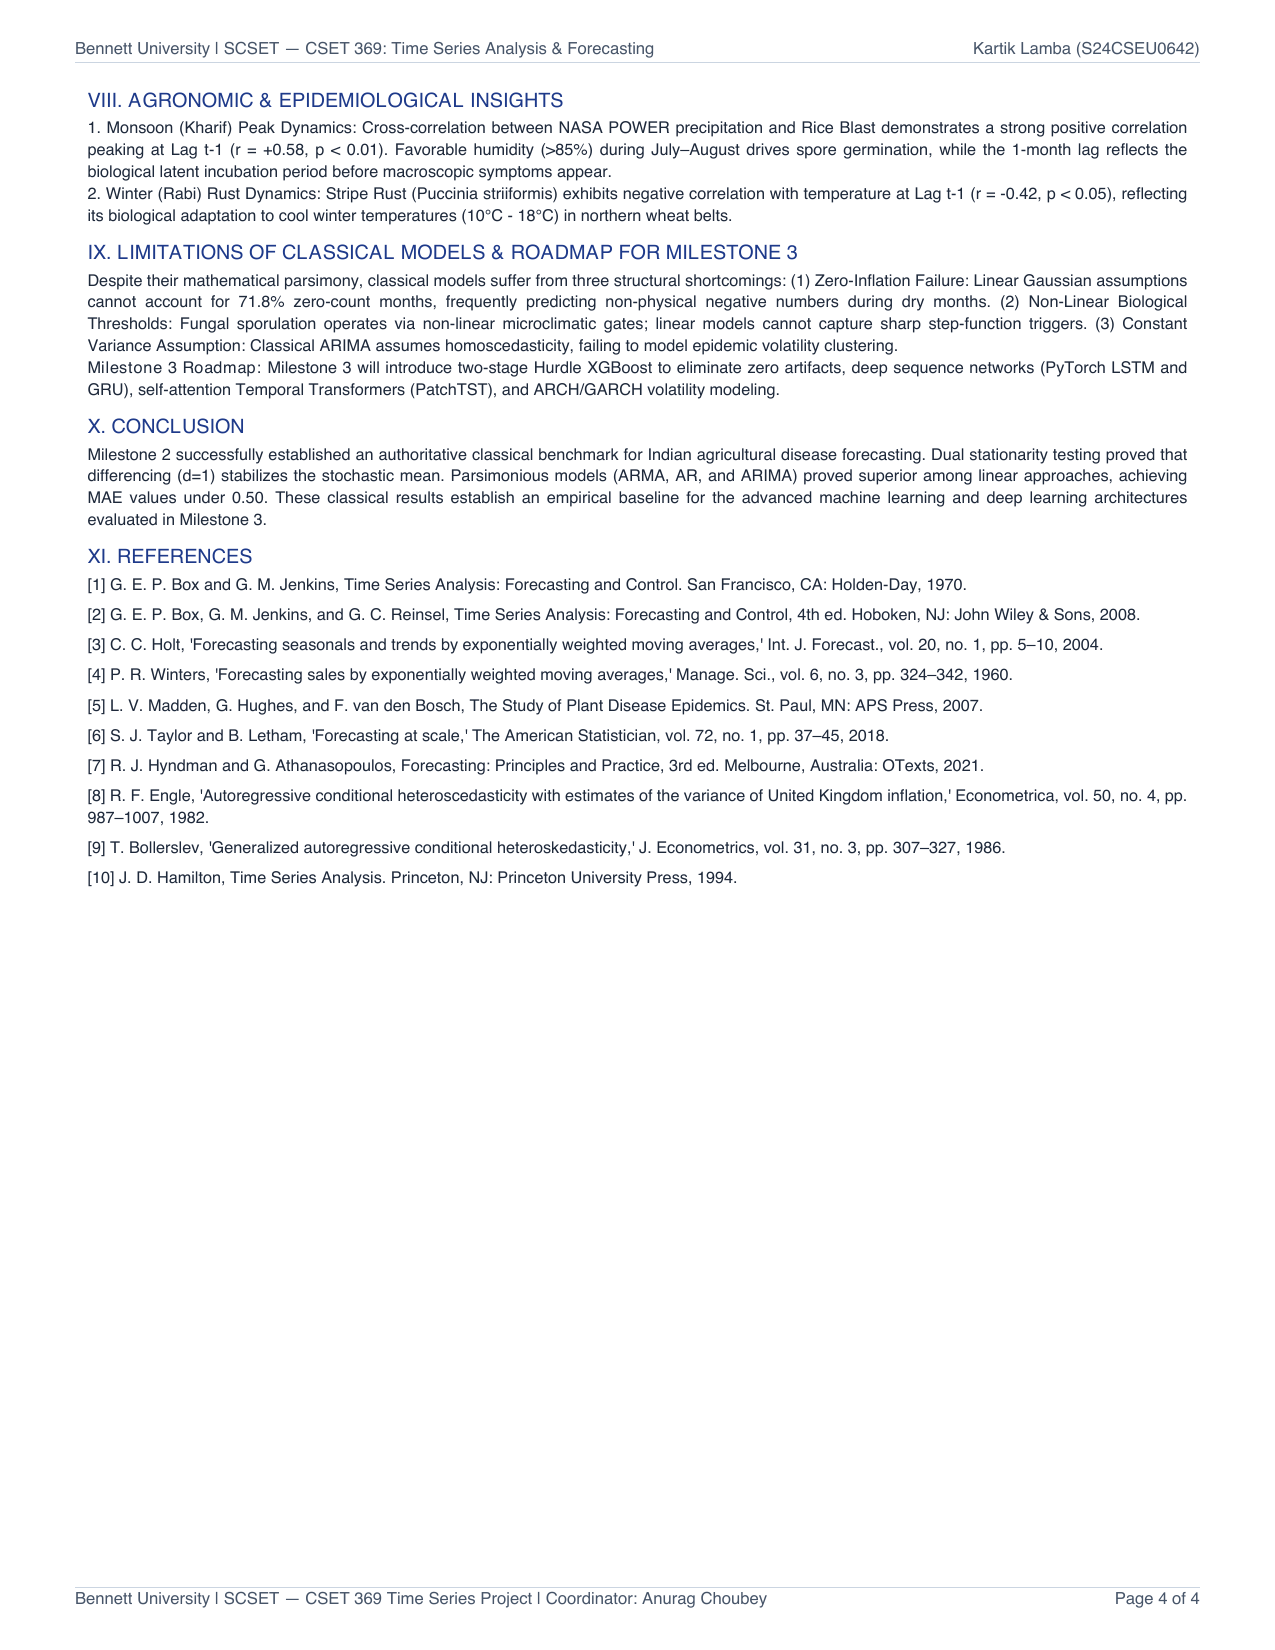 Bennett University | SCSET — CSET 369: Time Series Analysis & Forecasting
Kartik Lamba (S24CSEU0642)
VIII. AGRONOMIC & EPIDEMIOLOGICAL INSIGHTS
1. Monsoon (Kharif) Peak Dynamics: Cross-correlation between NASA POWER precipitation and Rice Blast demonstrates a strong positive correlation
peaking at Lag t-1 (r = +0.58, p < 0.01). Favorable humidity (>85%) during July–August drives spore germination, while the 1-month lag reflects the
biological latent incubation period before macroscopic symptoms appear.
2. Winter (Rabi) Rust Dynamics: Stripe Rust (Puccinia striiformis) exhibits negative correlation with temperature at Lag t-1 (r = -0.42, p < 0.05), reflecting
its biological adaptation to cool winter temperatures (10°C - 18°C) in northern wheat belts.
IX. LIMITATIONS OF CLASSICAL MODELS & ROADMAP FOR MILESTONE 3
Despite their mathematical parsimony, classical models suffer from three structural shortcomings: (1) Zero-Inflation Failure: Linear Gaussian assumptions
cannot account for 71.8% zero-count months, frequently predicting non-physical negative numbers during dry months. (2) Non-Linear Biological
Thresholds: Fungal sporulation operates via non-linear microclimatic gates; linear models cannot capture sharp step-function triggers. (3) Constant
Variance Assumption: Classical ARIMA assumes homoscedasticity, failing to model epidemic volatility clustering.
Milestone 3 Roadmap: Milestone 3 will introduce two-stage Hurdle XGBoost to eliminate zero artifacts, deep sequence networks (PyTorch LSTM and
GRU), self-attention Temporal Transformers (PatchTST), and ARCH/GARCH volatility modeling.
X. CONCLUSION
Milestone 2 successfully established an authoritative classical benchmark for Indian agricultural disease forecasting. Dual stationarity testing proved that
differencing (d=1) stabilizes the stochastic mean. Parsimonious models (ARMA, AR, and ARIMA) proved superior among linear approaches, achieving
MAE values under 0.50. These classical results establish an empirical baseline for the advanced machine learning and deep learning architectures
evaluated in Milestone 3.
XI. REFERENCES
[1] G. E. P. Box and G. M. Jenkins, Time Series Analysis: Forecasting and Control. San Francisco, CA: Holden-Day, 1970.
[2] G. E. P. Box, G. M. Jenkins, and G. C. Reinsel, Time Series Analysis: Forecasting and Control, 4th ed. Hoboken, NJ: John Wiley & Sons, 2008.
[3] C. C. Holt, 'Forecasting seasonals and trends by exponentially weighted moving averages,' Int. J. Forecast., vol. 20, no. 1, pp. 5–10, 2004.
[4] P. R. Winters, 'Forecasting sales by exponentially weighted moving averages,' Manage. Sci., vol. 6, no. 3, pp. 324–342, 1960.
[5] L. V. Madden, G. Hughes, and F. van den Bosch, The Study of Plant Disease Epidemics. St. Paul, MN: APS Press, 2007.
[6] S. J. Taylor and B. Letham, 'Forecasting at scale,' The American Statistician, vol. 72, no. 1, pp. 37–45, 2018.
[7] R. J. Hyndman and G. Athanasopoulos, Forecasting: Principles and Practice, 3rd ed. Melbourne, Australia: OTexts, 2021.
[8] R. F. Engle, 'Autoregressive conditional heteroscedasticity with estimates of the variance of United Kingdom inflation,' Econometrica, vol. 50, no. 4, pp.
987–1007, 1982.
[9] T. Bollerslev, 'Generalized autoregressive conditional heteroskedasticity,' J. Econometrics, vol. 31, no. 3, pp. 307–327, 1986.
[10] J. D. Hamilton, Time Series Analysis. Princeton, NJ: Princeton University Press, 1994.
Bennett University | SCSET — CSET 369 Time Series Project | Coordinator: Anurag Choubey
Page 4 of 4